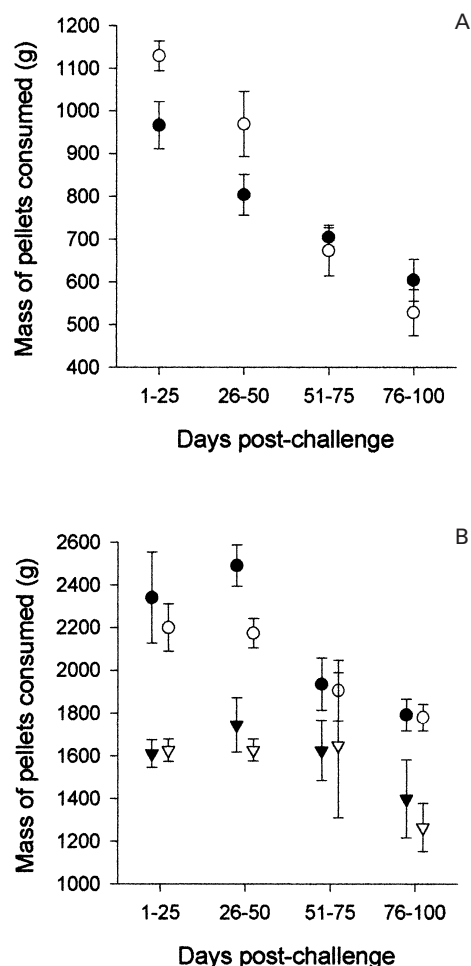 A
1200
1100
1000
900
800
700
600
500
400
Mass of pellets consumed (g)
1-25 26-50 51-75 76-100
Days post-challenge
B
2600
2400
2200
2000
1800
1600
1400
1200
1000
Mass of pellets consumed (g)
1-25 26-50 51-75 76-100
Days post-challenge